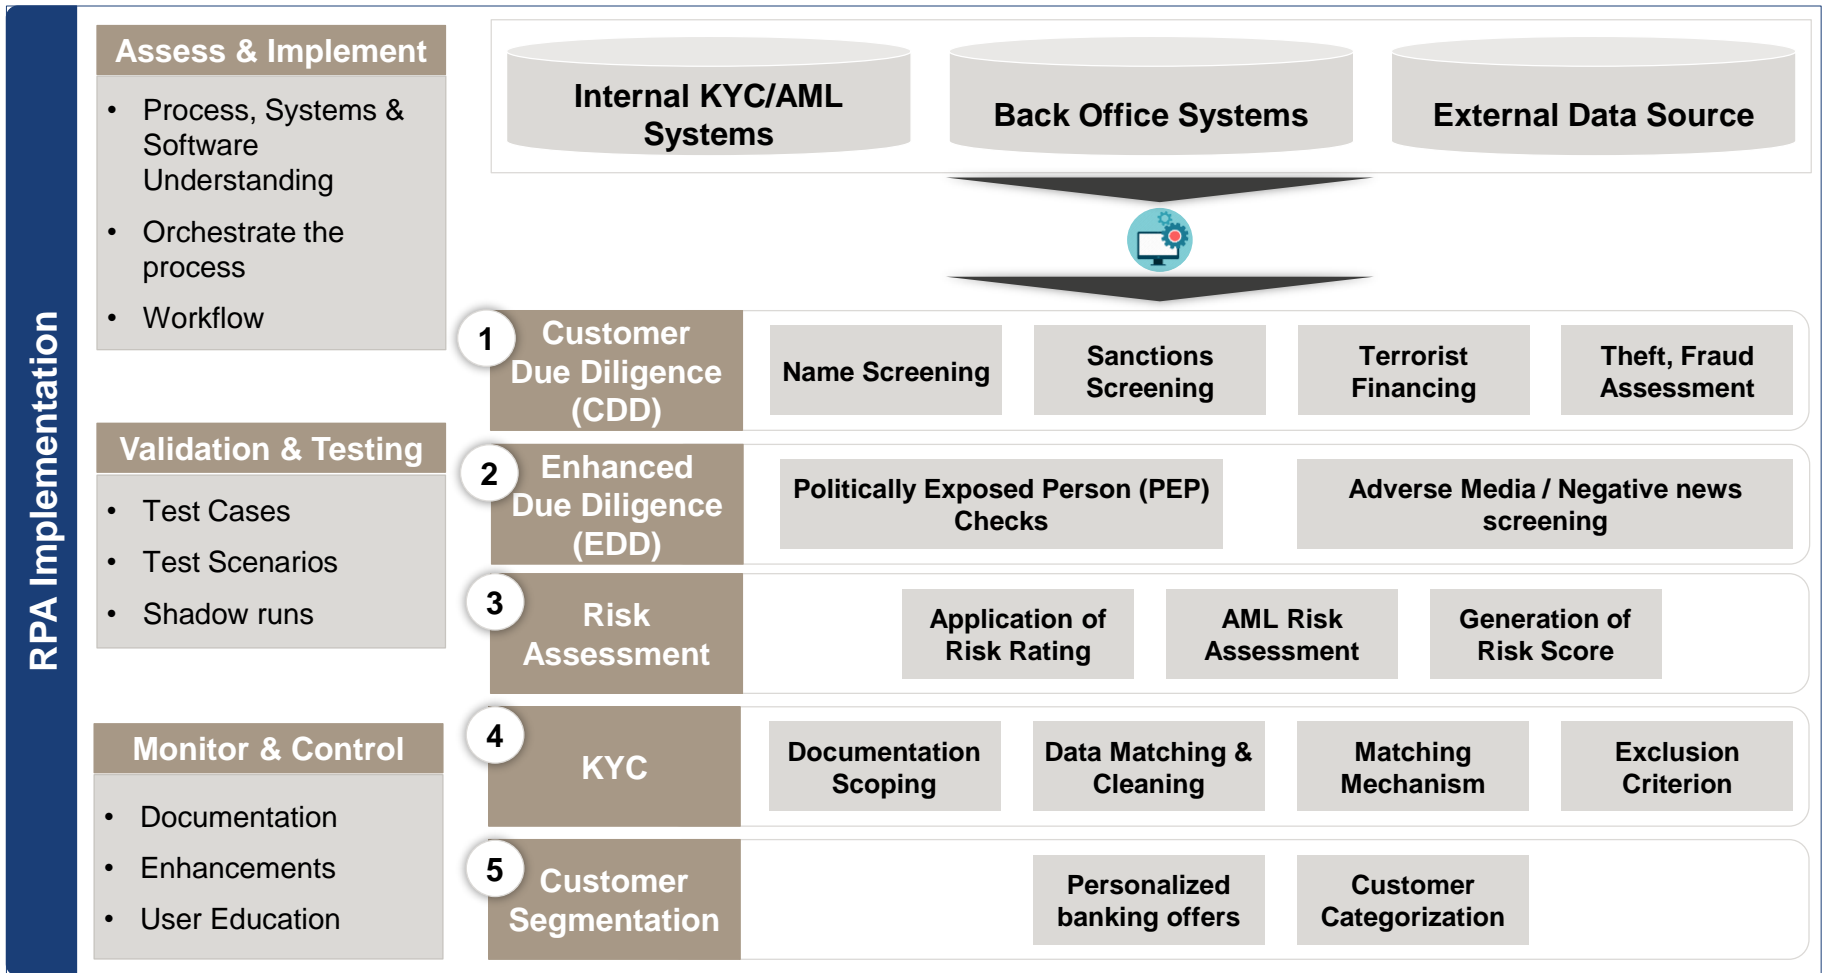 RPA Implementation
Assess & Implement
• Process, Systems &
Software
Understanding
• Orchestrate the
process
• Workflow
Validation & Testing
• Test Cases
• Test Scenarios
• Shadow runs
Monitor & Control
• Documentation
• Enhancements
• User Education
Internal KYC/AML
Systems
Back Office Systems
External Data Source
1
Customer
Due Diligence
(CDD)
Name Screening
Sanctions
Screening
Terrorist
Financing
Theft, Fraud
Assessment
2
Enhanced
Due Diligence
(EDD)
Politically Exposed Person (PEP)
Checks
Adverse Media / Negative news
screening
3
Risk
Assessment
Application of
Risk Rating
AML Risk
Assessment
Generation of
Risk Score
4
KYC
Documentation
Scoping
Data Matching &
Cleaning
Matching
Mechanism
Exclusion
Criterion
5
Customer
Segmentation
Personalized
banking offers
Customer
Categorization